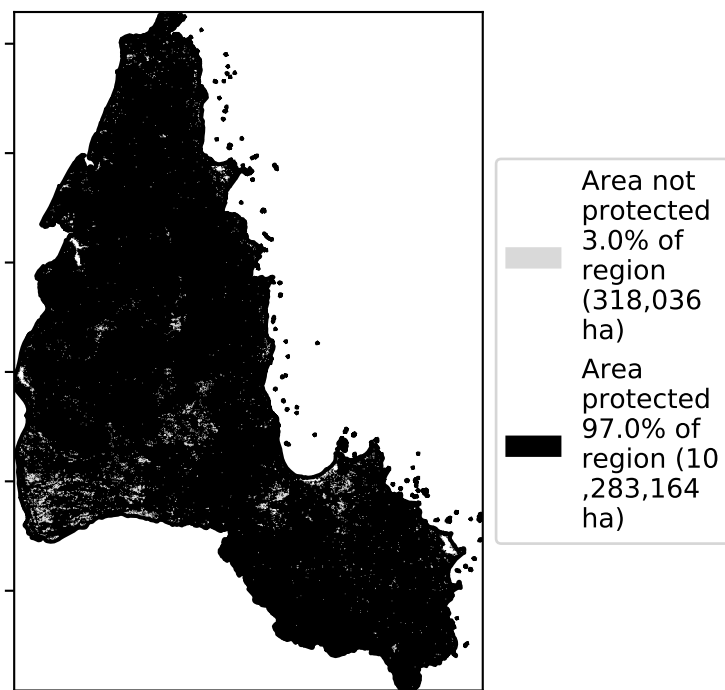 Area not
protected
3.0% of
region
(318,036
ha)
Area
protected
97.0% of
region (10
,283,164
ha)